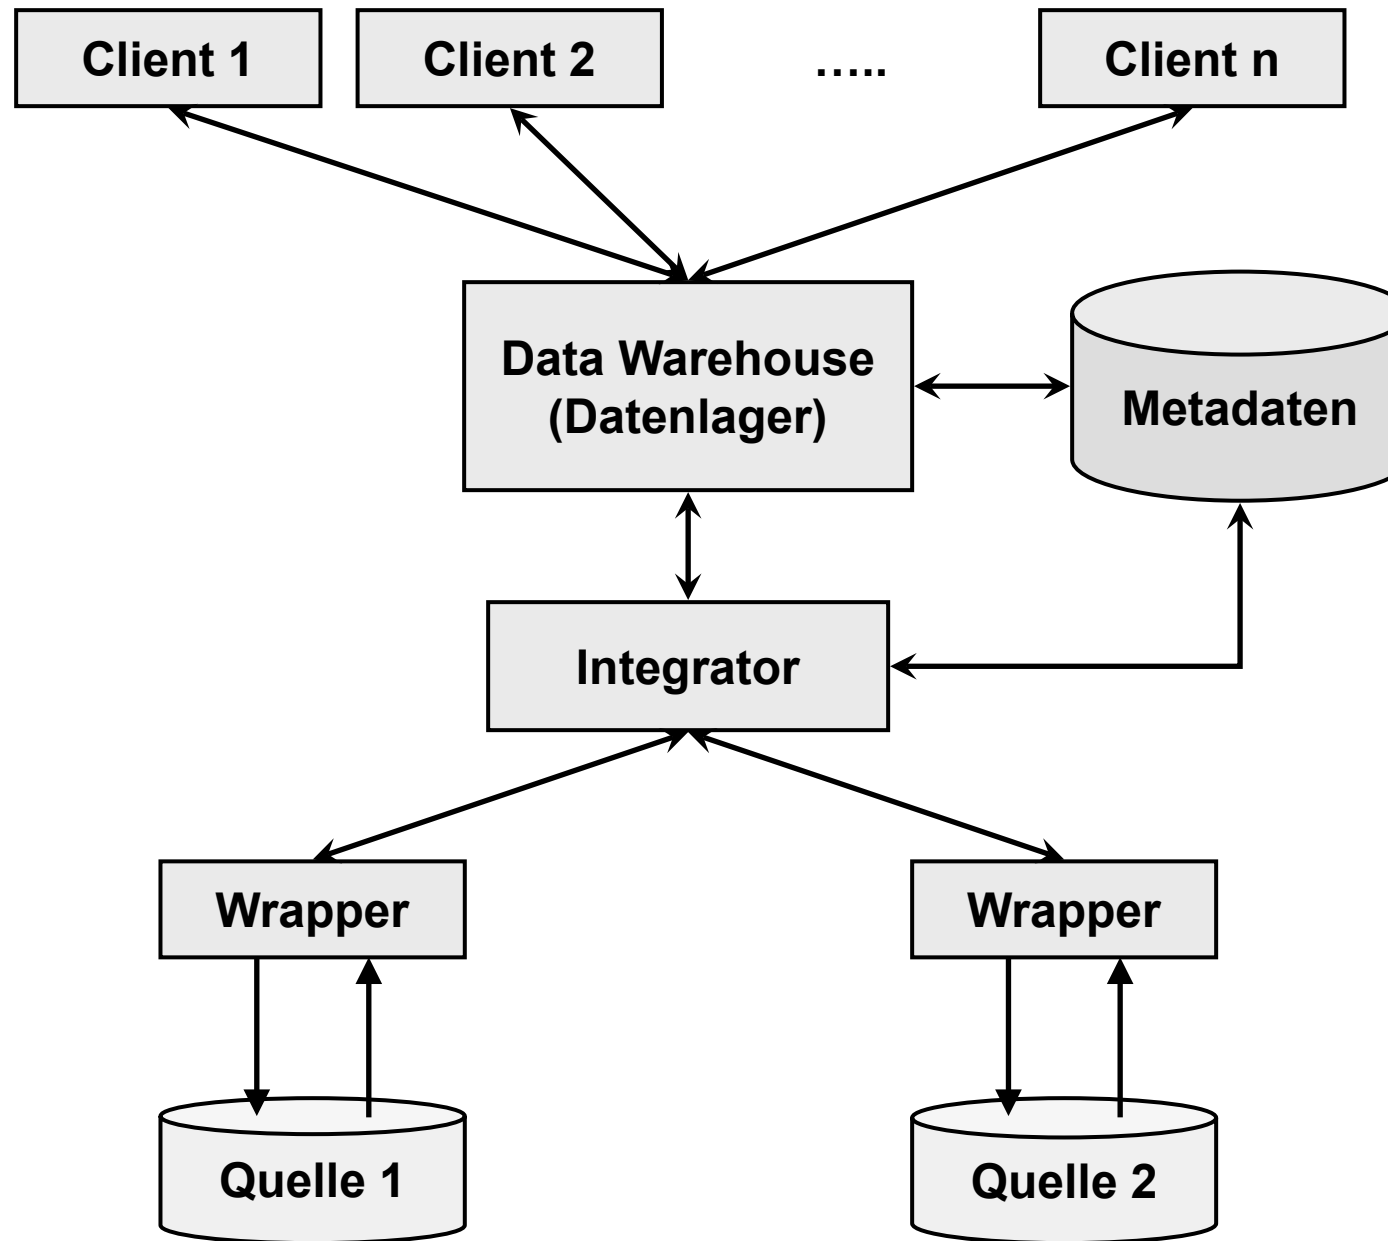 Client 1
Client 2
.....
Client n
Data Warehouse
(Datenlager)
Metadaten
Integrator
Wrapper
Wrapper
Quelle 1
Quelle 2